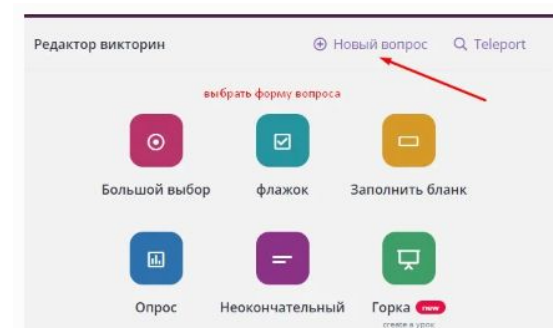 Редактор викторин
Новый вопрос
Teleport
выбрать форму вопроса
Большой выбор
флажок
Заполнить бланк
Опрос
Неокончательный
Горка new
create a урок